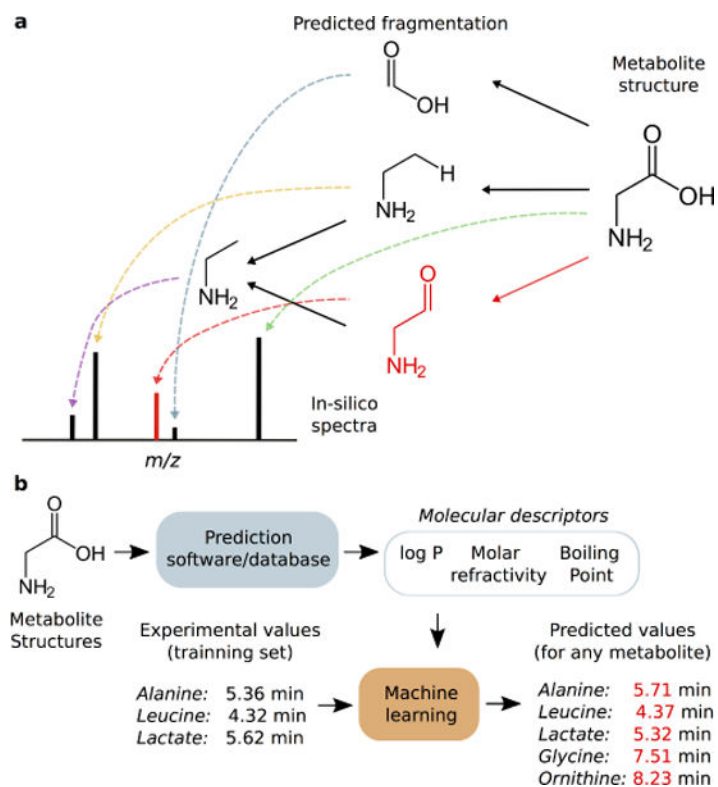 a
Predicted fragmentation
Metabolite
structure
O
OH
O
OH
NH2
H
NH2
NH2
O
NH2
In-silico
spectra
m/z
b
O
OH
NH2
Metabolite
Structures
Prediction
software/database
Molecular descriptors
log P Molar Boiling
refractivity Point
Experimental values
(trainning set)
Alanine: 5.36 min
Leucine: 4.32 min
Lactate: 5.62 min
Machine
learning
Predicted values
(for any metabolite)
Alanine: 5.71 min
Leucine: 4.37 min
Lactate: 5.32 min
Glycine: 7.51 min
Ornithine: 8.23 min